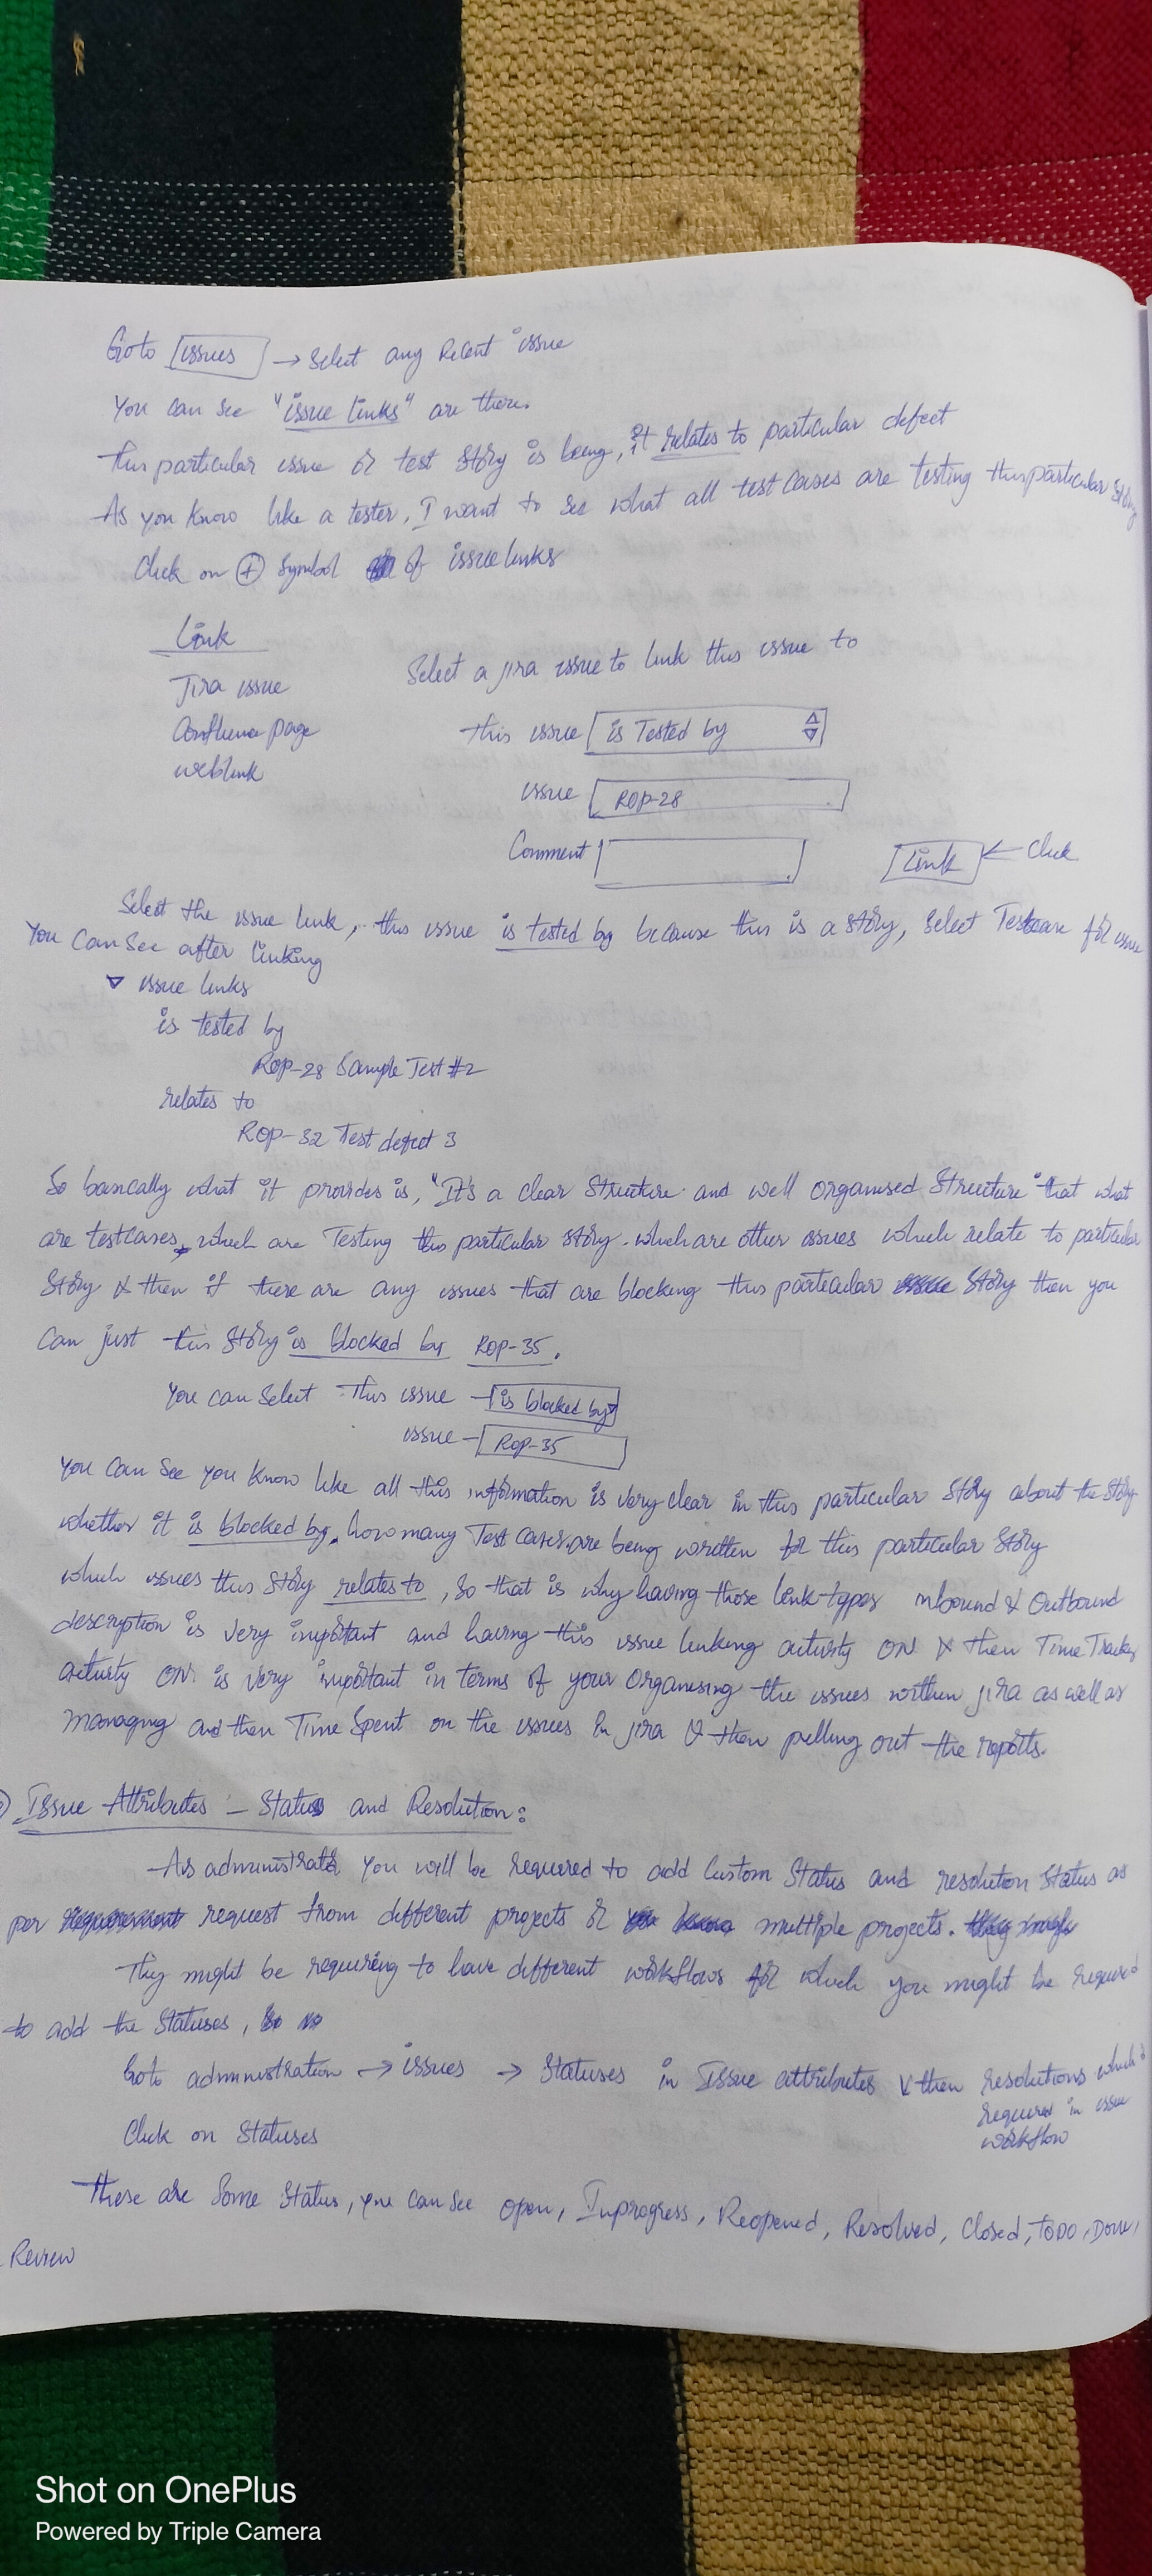 Goto issues → Select any Recent issue
You can see "issue links" are there.
This particular issue or test story is being, it relates to particular defect
As you know like a tester, I want to see what all test cases are testing this particular story
Click on + symbol of issue links
Link
Jira issue
Confluence page
weblink
Select a jira issue to link this issue to
This issue is Tested by
issue ROP-28
Comment
Link ← Click
Select the issue link, this issue is tested by because this is a story, select Testcase for issue
You can see after linking
▽ issue links
is tested by
ROP-28 Sample Test #2
relates to
ROP-32 Test defect 3
So basically what it provides is, "It's a clear Structure and well organised Structure" that what
are testcases, which are Testing this particular story. which are other issues which relate to particular
Story & then if there are any issues that are blocking this particular Story then you
can just this Story is blocked by ROP-35.
You can select This issue - is blocked by
issue - ROP-35
You can see you know like all this information is very clear in this particular story about the story
whether it is blocked by, how many Test cases are being written for this particular story
which issues this story relates to, so that is why having those link types inbound & Outbound
description is very important and having this issue linking activity ON & then Time Tracking
activity ON is very important in terms of your organising the issues within jira as well as
managing and then Time Spent on the issues in jira & then pulling out the reports.
Issue Attributes - Status and Resolution:
As administrator you will be required to add Custom Status and resolution Status as
per request from different projects or multiple projects.
They might be requiring to have different workflows for which you might be required
to add the statuses,
Goto administration → issues → Statuses in Issue attributes & then resolutions which is
required in issue
workflow
Click on Statuses
These are Some Status, you can see Open, Inprogress, Reopened, Resolved, Closed, TODO, Done,
Review
Shot on OnePlus
Powered by Triple Camera